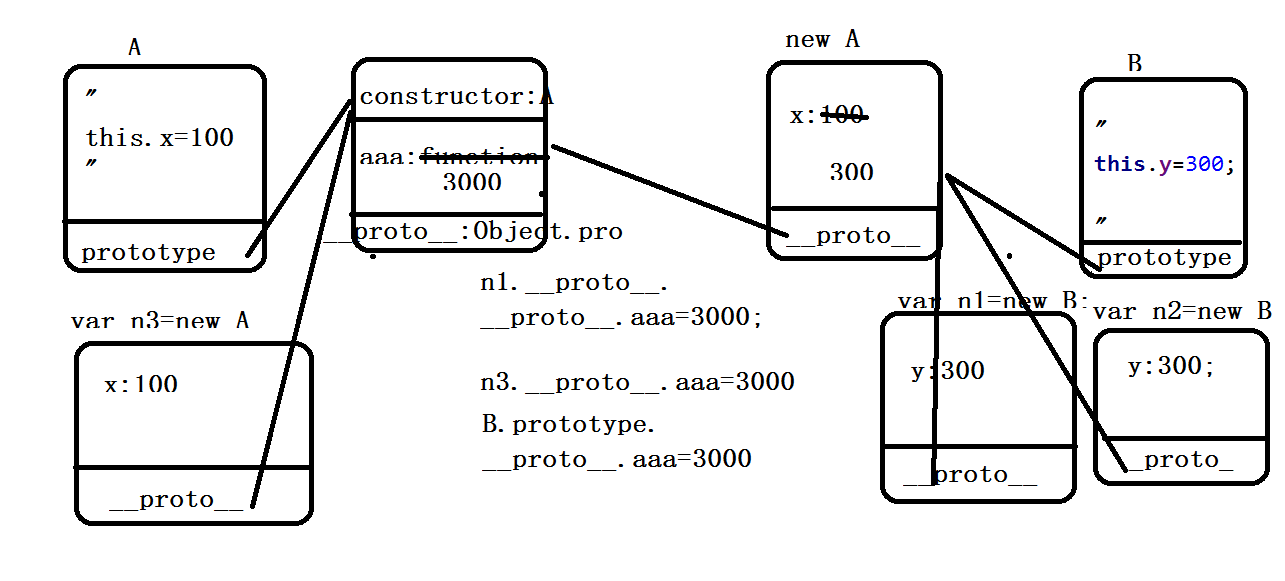 A
"
this.x=100
"
prototype
constructor:A
aaa:function
3000
__proto__:Object.pro
new A
x:100
300
__proto__
B
"
this.y=300;
"
prototype
var n3=new A
x:100
__proto__
n1.__proto__.
__proto__.aaa=3000;
n3.__proto__.aaa=3000
B.prototype.
__proto__.aaa=3000
var n1=new B;
y:300
__proto__
var n2=new B
y:300;
_proto_